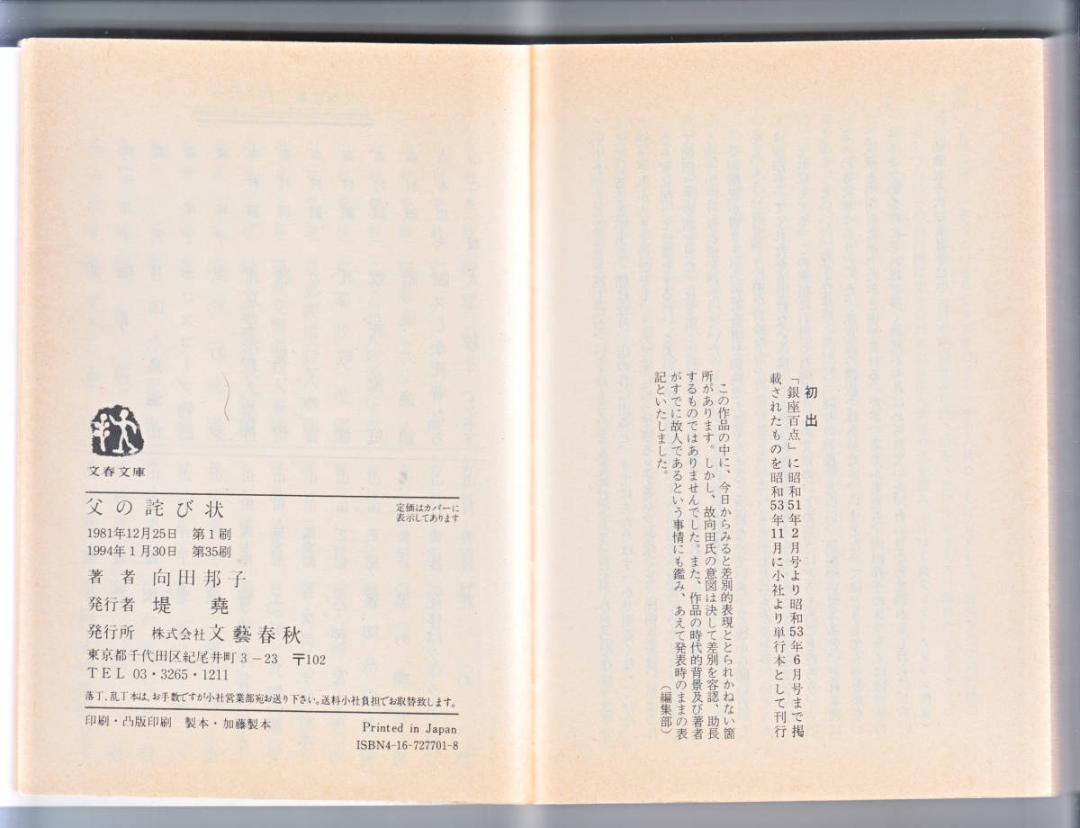 初出
「銀座百点」に昭和51年2月号より昭和53年6月号まで掲
載されたものを昭和53年11月に小社より単行本として刊行
この作品の中に、今日からみると差別的表現ととられかねない箇
所があります。しかし、故向田氏の意図は決して差別を容認、助長
するものではありませんでした。また、作品の時代的背景及び著者
がすでに故人であるという事情にも鑑み、あえて発表時のままの表
記といたしました。
（編集部）
文春文庫
父の詫び状
定価はカバーに
表示してあります
1981年12月25日 第1刷
1994年1月30日 第35刷
著者 向田邦子
発行者 堤堯
発行所 株式会社文藝春秋
東京都千代田区紀尾井町3-23 〒102
TEL 03・3265・1211
落丁、乱丁本は、お手数ですが小社営業部宛お送り下さい。送料小社負担でお取替致します。
印刷・凸版印刷 製本・加藤製本
Printed in Japan
ISBN4-16-727701-8